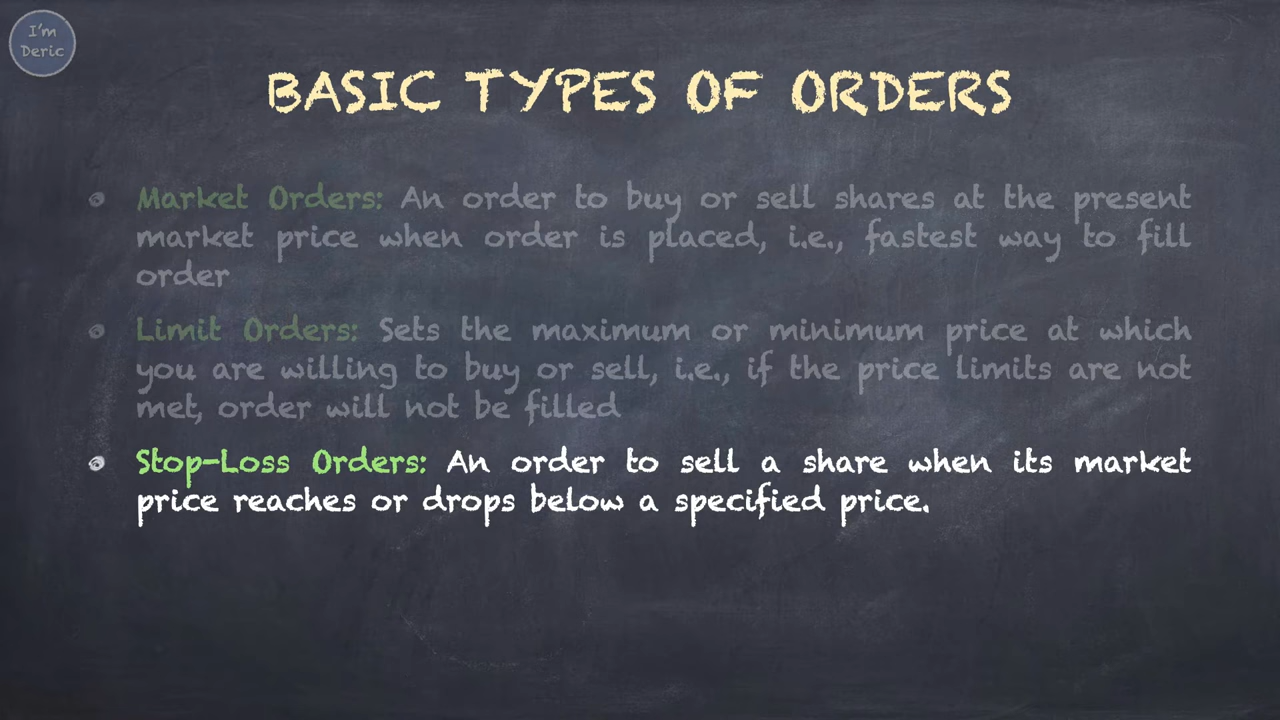 I'm
Deric
BASIC TYPES OF ORDERS
Market Orders: An order to buy or sell shares at the present
market price when order is placed, i.e., fastest way to fill
order
Limit Orders: Sets the maximum or minimum price at which
you are willing to buy or sell, i.e., if the price limits are not
met, order will not be filled
Stop-Loss Orders: An order to sell a share when its market
price reaches or drops below a specified price.